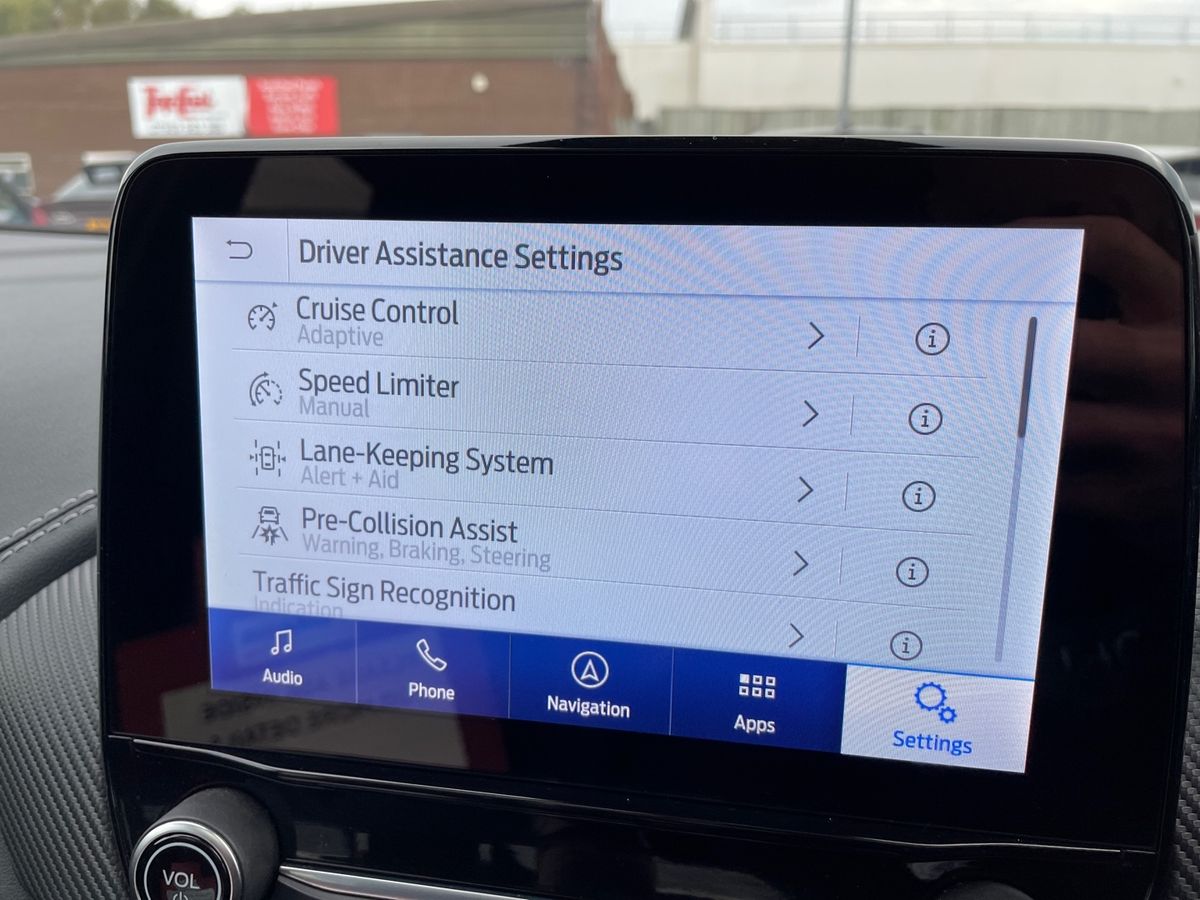 Driver Assistance Settings
Cruise Control
Adaptive
Speed Limiter
Manual
Lane-Keeping System
Alert + Aid
Pre-Collision Assist
Warning, Braking, Steering
Traffic Sign Recognition
Indication
Audio
Phone
Navigation
Apps
Settings
VOL